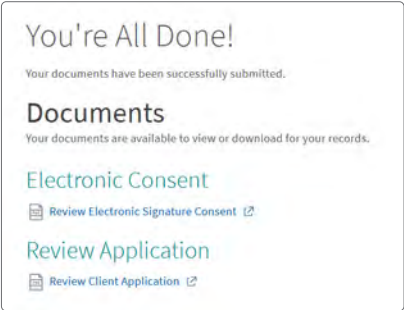 You're All Done!
Your documents have been successfully submitted.
Documents
Your documents are available to view or download for your records.
Electronic Consent
Review Electronic Signature Consent
Review Application
Review Client Application